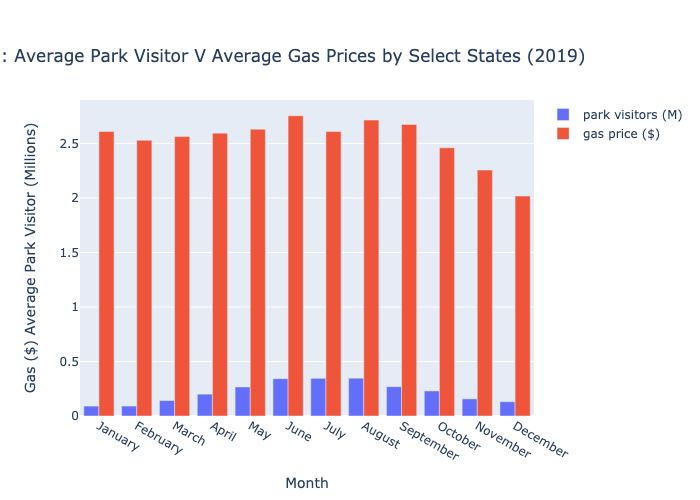 : Average Park Visitor V Average Gas Prices by Select States (2019)
park visitors (M)
gas price ($)
Gas ($) Average Park Visitor (Millions)
2.5
2
1.5
1
0.5
0
January
February
March
April
May
June
July
August
September
October
November
December
Month